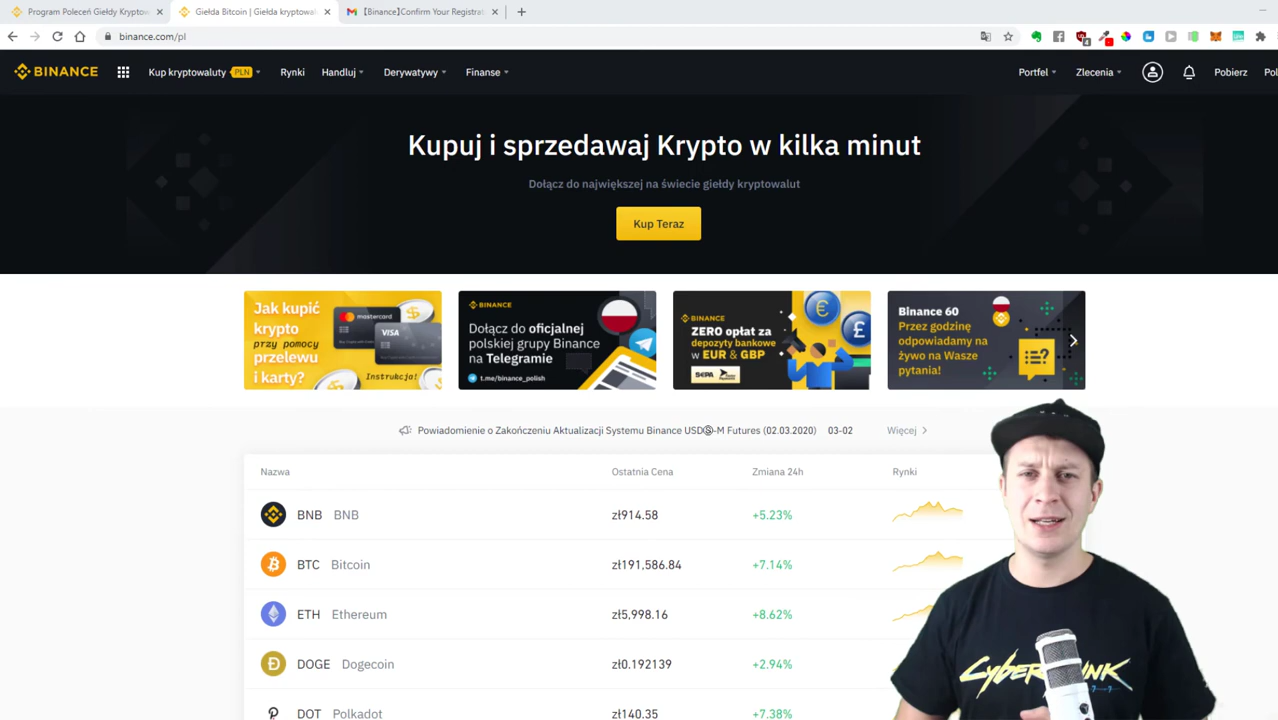 Program Poleceń Giełdy Kryptow
Giełda Bitcoin | Giełda kryptowal
【Binance】Confirm Your Registrat
binance.com/pl
BINANCE
Kup kryptowaluty PLN
Rynki
Handluj
Derywatywy
Finanse
Portfel
Zlecenia
Pobierz
Pol
Kupuj i sprzedawaj Krypto w kilka minut
Dołącz do największej na świecie giełdy kryptowalut
Kup Teraz
Jak kupić
krypto
przy pomocy
przelewu
i karty?
Instrukcja!
mastercard
VISA
BINANCE
Dołącz do oficjalnej
polskiej grupy Binance
na Telegramie
t.me/binance_polish
BINANCE
ZERO opłat za
depozyty bankowe
w EUR & GBP
SEPA
Binance 60
Przez godzinę
odpowiadamy na
żywo na Wasze
pytania!
Powiadomienie o Zakończeniu Aktualizacji Systemu Binance USDⓈ-M Futures (02.03.2020) 03-02
Więcej
Nazwa
Ostatnia Cena
Zmiana 24h
Rynki
BNB BNB zł914.58 +5.23%
BTC Bitcoin zł191,586.84 +7.14%
ETH Ethereum zł5,998.16 +8.62%
DOGE Dogecoin zł0.192139 +2.94%
DOT Polkadot zł140.35 +7.38%
CYBERPUNK